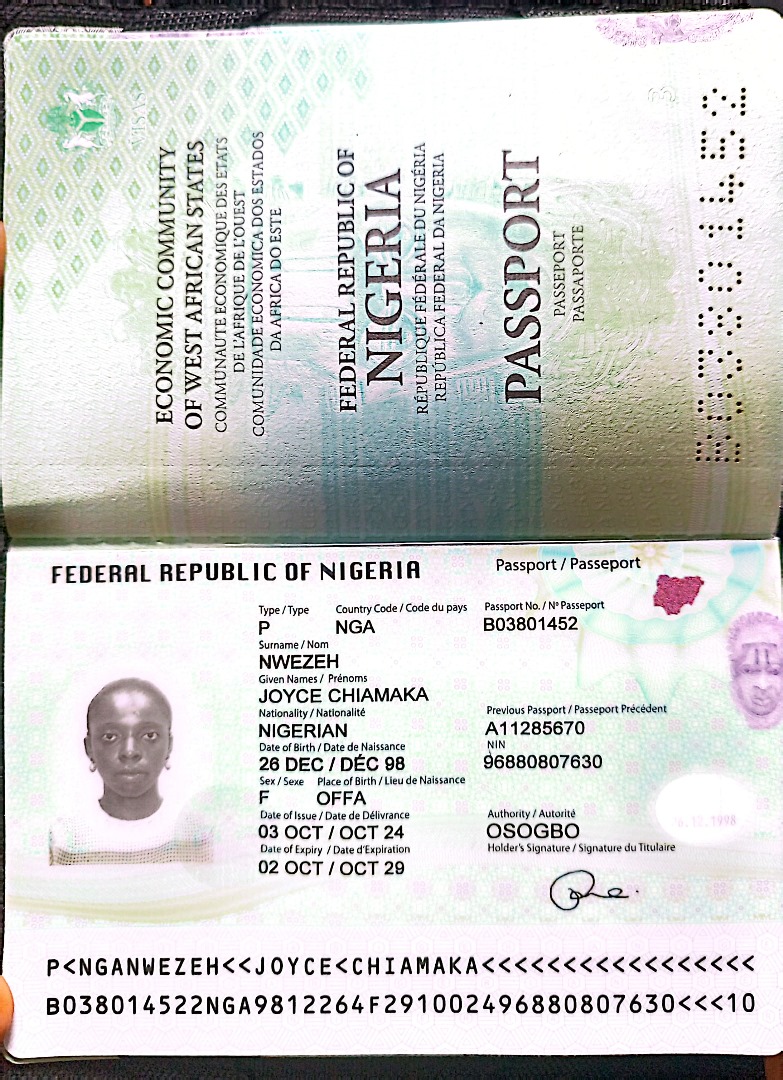 VISAS
ECONOMIC COMMUNITY
OF WEST AFRICAN STATES
COMMUNAUTE ECONOMIQUE DES ETATS
DE L'AFRIQUE DE L'OUEST
COMUNIDADE ECONOMICA DOS ESTADOS
DA AFRICA DO ESTE
FEDERAL REPUBLIC OF
NIGERIA
RÉPUBLIQUE FÉDÉRALE DU NIGÉRIA
REPÚBLICA FEDERAL DA NIGERIA
PASSPORT
PASSEPORT
PASSAPORTE
B03801452
FEDERAL REPUBLIC OF NIGERIA
Passport / Passeport
Type / Type Country Code / Code du pays Passport No. / N° Passeport
P NGA B03801452
Surname / Nom
NWEZEH
Given Names / Prénoms
JOYCE CHIAMAKA
Nationality / Nationalité Previous Passport / Passeport Précédent
NIGERIAN A11285670
Date of Birth / Date de Naissance NIN
26 DEC / DÉC 98 96880807630
Sex / Sexe Place of Birth / Lieu de Naissance
F OFFA
Date of Issue / Date de Délivrance Authority / Autorité
03 OCT / OCT 24 OSOGBO
Date of Expiry / Date d'Expiration Holder's Signature / Signature du Titulaire
02 OCT / OCT 29
P<NGANWEZEH<<JOYCE<CHIAMAKA<<<<<<<<<<<<<<<<<
B038014522NGA9812264F291002496880807630<<<10